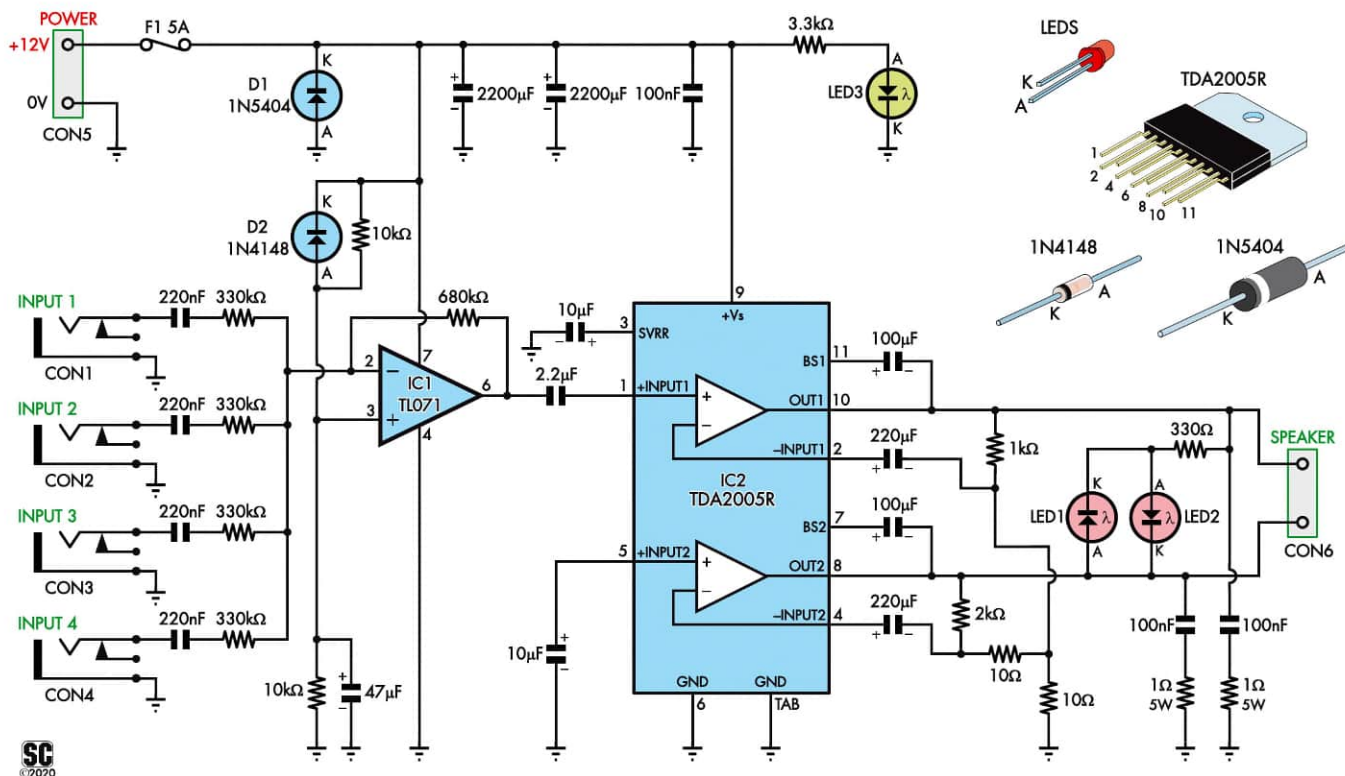 POWER
+12V
0V
CON5
F1 5A
K
D1
1N5404
A
+
2200µF
–
+
2200µF
–
100nF
3.3kΩ
A
LED3
λ
K
LEDS
K
A
TDA2005R
1
2
4
6
8
10
11
1N4148
A
K
1N5404
A
K
K
D2
1N4148
A
10kΩ
INPUT 1
220nF
330kΩ
CON1
INPUT 2
220nF
330kΩ
CON2
INPUT 3
220nF
330kΩ
CON3
INPUT 4
220nF
330kΩ
CON4
680kΩ
2
–
7
IC1
TL071
6
3
+
4
10kΩ
+
47µF
–
2.2µF
10µF
–
+
3
SVRR
9
+Vs
1
+INPUT1
+
–
BS1
11
OUT1
10
–INPUT1
2
IC2
TDA2005R
BS2
7
5
+INPUT2
+
–
OUT2
8
–INPUT2
4
GND
6
GND
TAB
+
10µF
–
100µF
+
–
220µF
+
–
1kΩ
100µF
+
–
220µF
+
–
2kΩ
10Ω
10Ω
330Ω
K
LED1
λ
A
A
λ
LED2
K
SPEAKER
CON6
100nF
100nF
1Ω
5W
1Ω
5W
SC
©2020